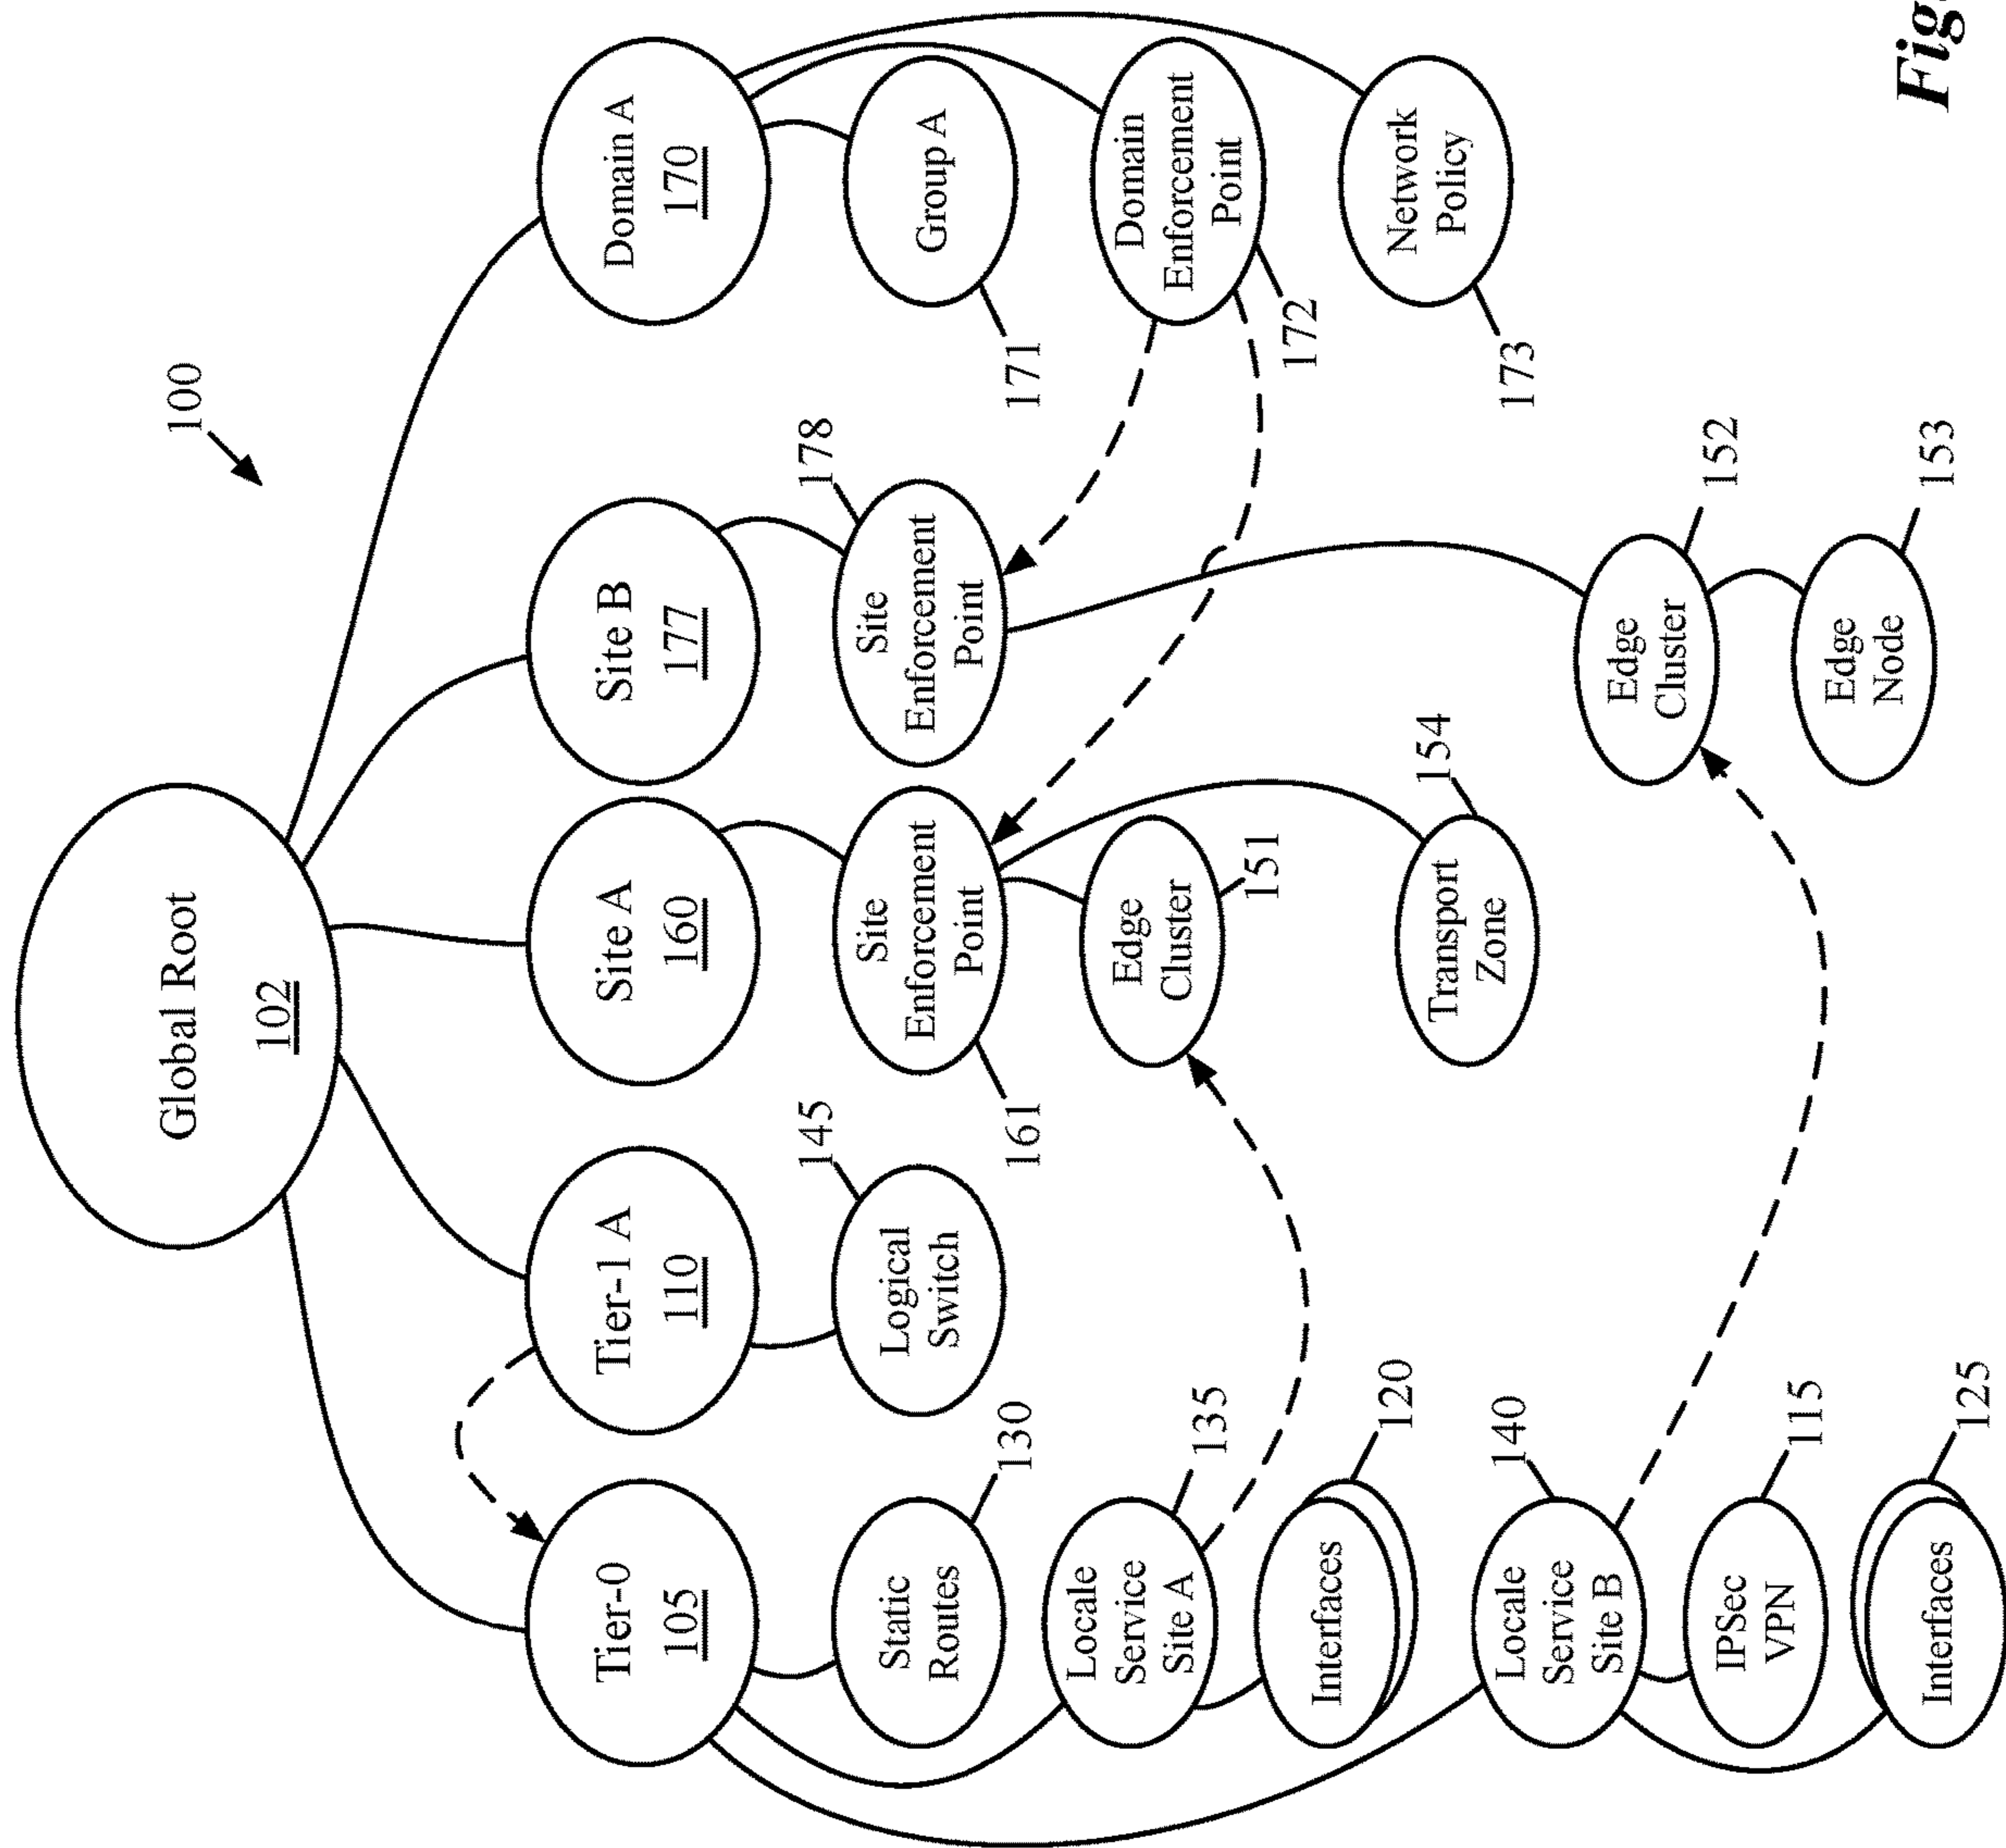 100
Global Root
102
Tier-0
105
Tier-1 A
110
Site A
160
Site B
177
Domain A
170
Static
Routes
130
Logical
Switch
145
Site
Enforcement
Point
161
Site
Enforcement
Point
178
Group A
171
Locale
Service
Site A
135
Edge
Cluster
151
Domain
Enforcement
Point
172
Interfaces
120
Transport
Zone
154
Network
Policy
173
Locale
Service
Site B
140
Edge
Cluster
152
IPSec
VPN
115
Edge
Node
153
Interfaces
125
Fig